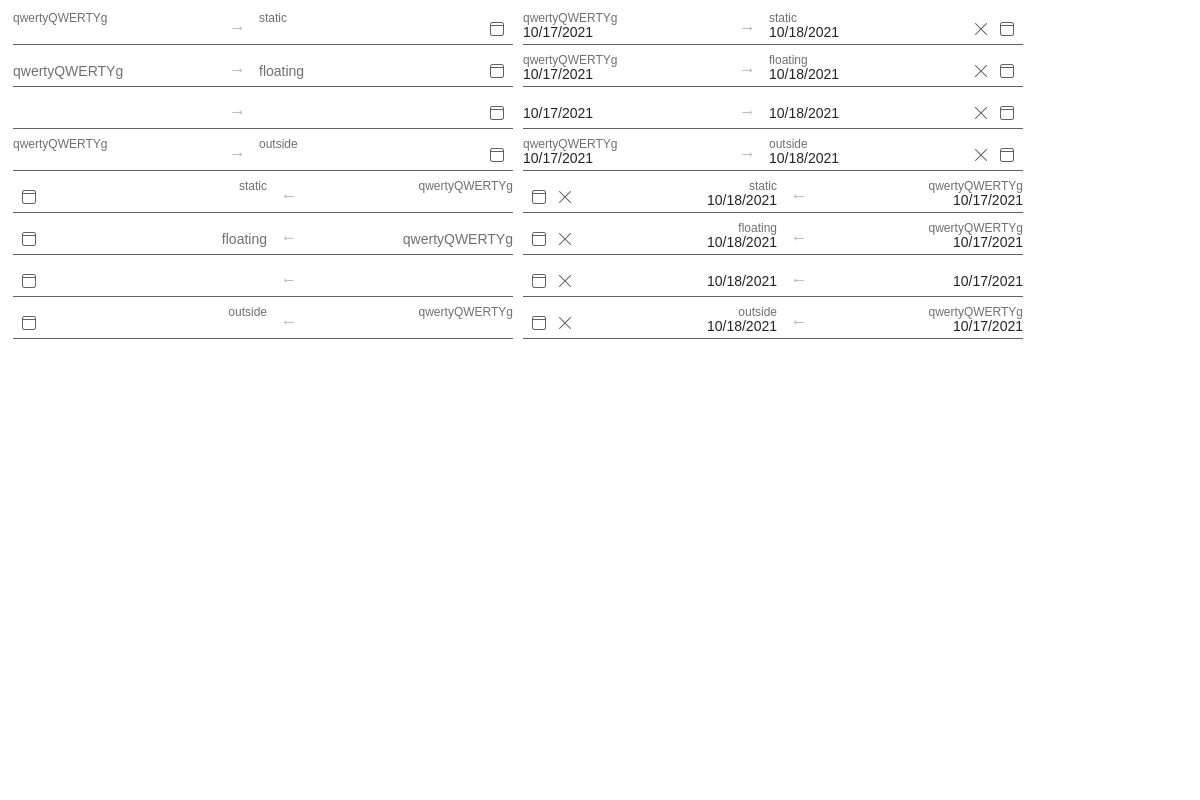 qwertyQWERTYg → static qwertyQWERTYg → static
10/17/2021 10/18/2021
qwertyQWERTYg → floating qwertyQWERTYg → floating
10/17/2021 10/18/2021
→ 10/17/2021 → 10/18/2021
qwertyQWERTYg → outside qwertyQWERTYg → outside
10/17/2021 10/18/2021
static ← qwertyQWERTYg static ← qwertyQWERTYg
10/18/2021 10/17/2021
floating ← qwertyQWERTYg floating ← qwertyQWERTYg
10/18/2021 10/17/2021
← 10/18/2021 ← 10/17/2021
outside ← qwertyQWERTYg outside ← qwertyQWERTYg
10/18/2021 10/17/2021